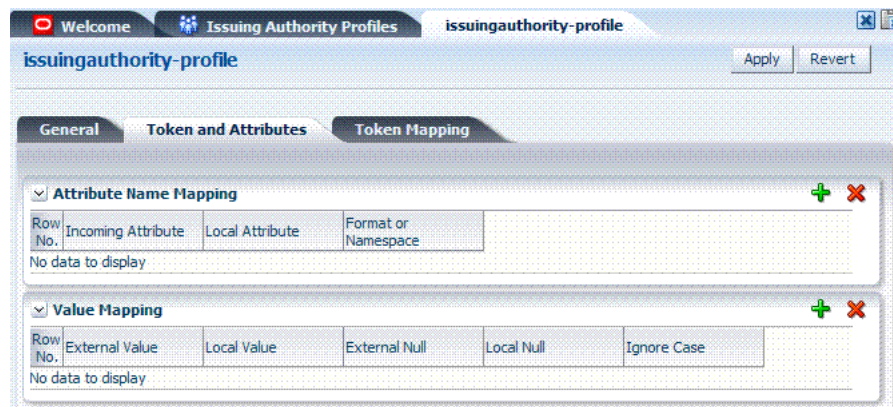 Welcome Issuing Authority Profiles issuingauthority-profile
issuingauthority-profile Apply Revert
General Token and Attributes Token Mapping
Attribute Name Mapping
Row No. Incoming Attribute Local Attribute Format or Namespace
No data to display
Value Mapping
Row No. External Value Local Value External Null Local Null Ignore Case
No data to display